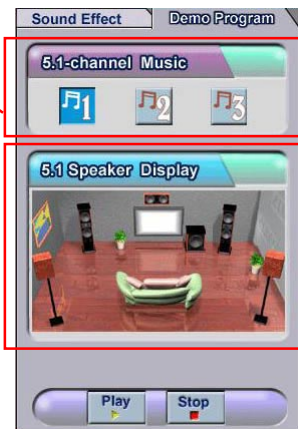 Sound Effect Demo Program
5.1-channel Music
1 2 3
5.1 Speaker Display
Play Stop